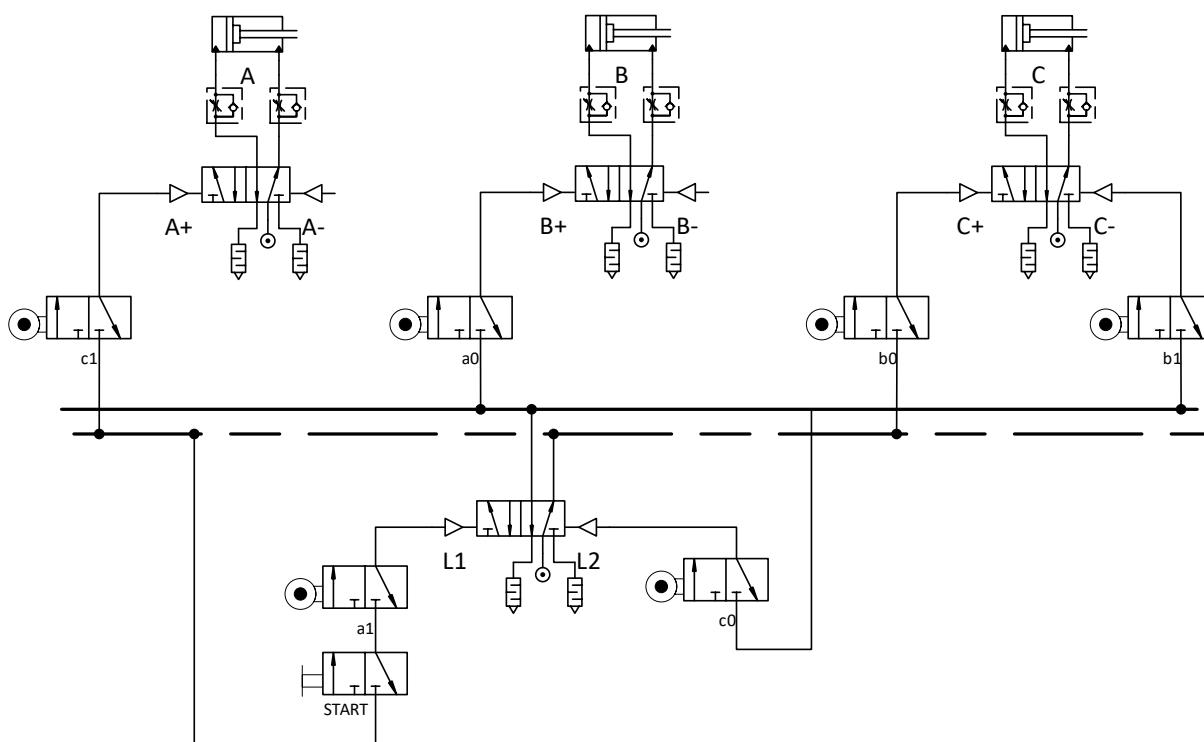 A B C
A+ A- B+ B- C+ C-
c1 a0 b0 b1
L1 L2
a1 c0
START